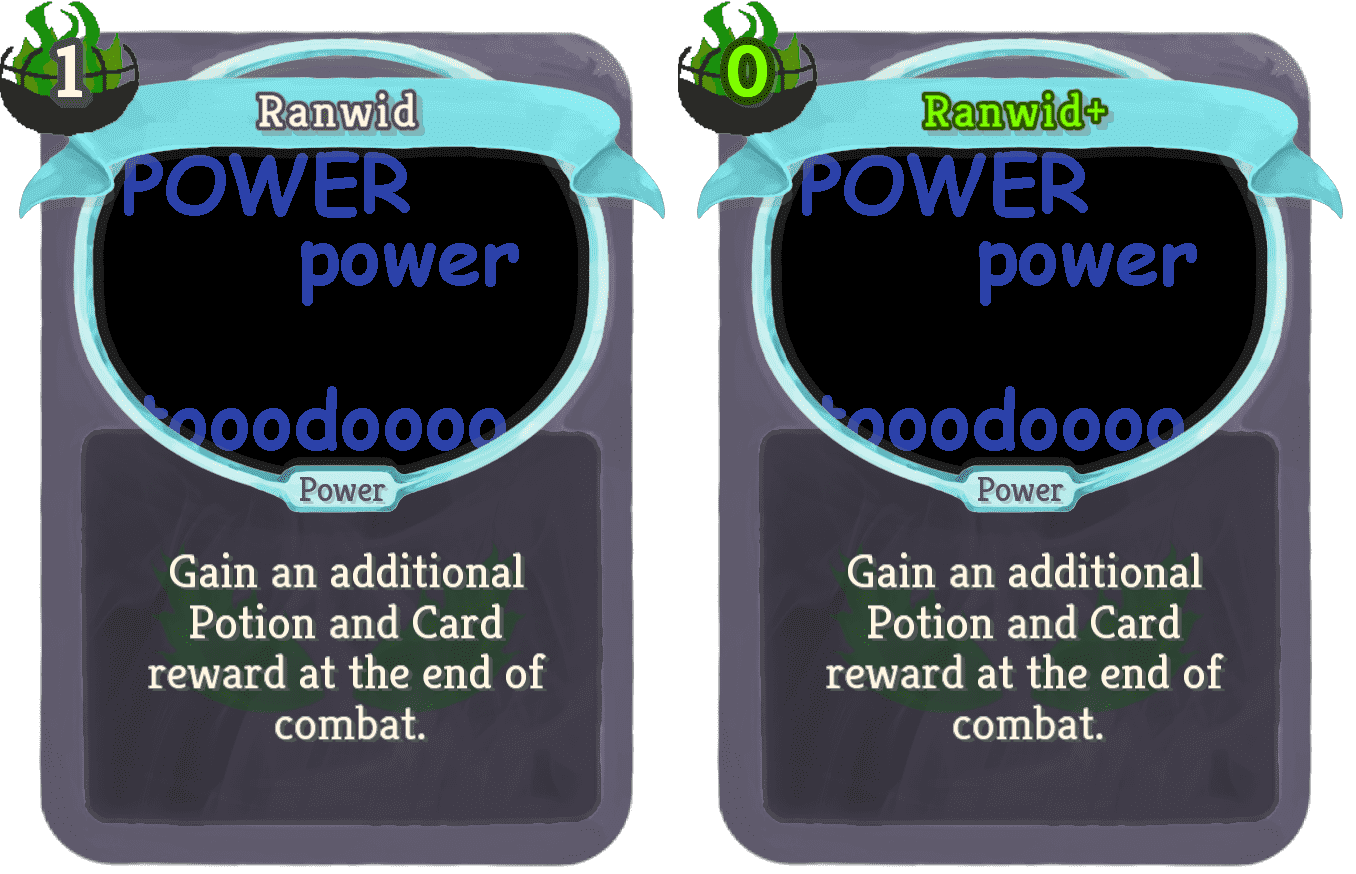 1
Ranwid
POWER
power
tooodoooo
Power
Gain an additional
Potion and Card
reward at the end of
combat.
0
Ranwid+
POWER
power
tooodoooo
Power
Gain an additional
Potion and Card
reward at the end of
combat.